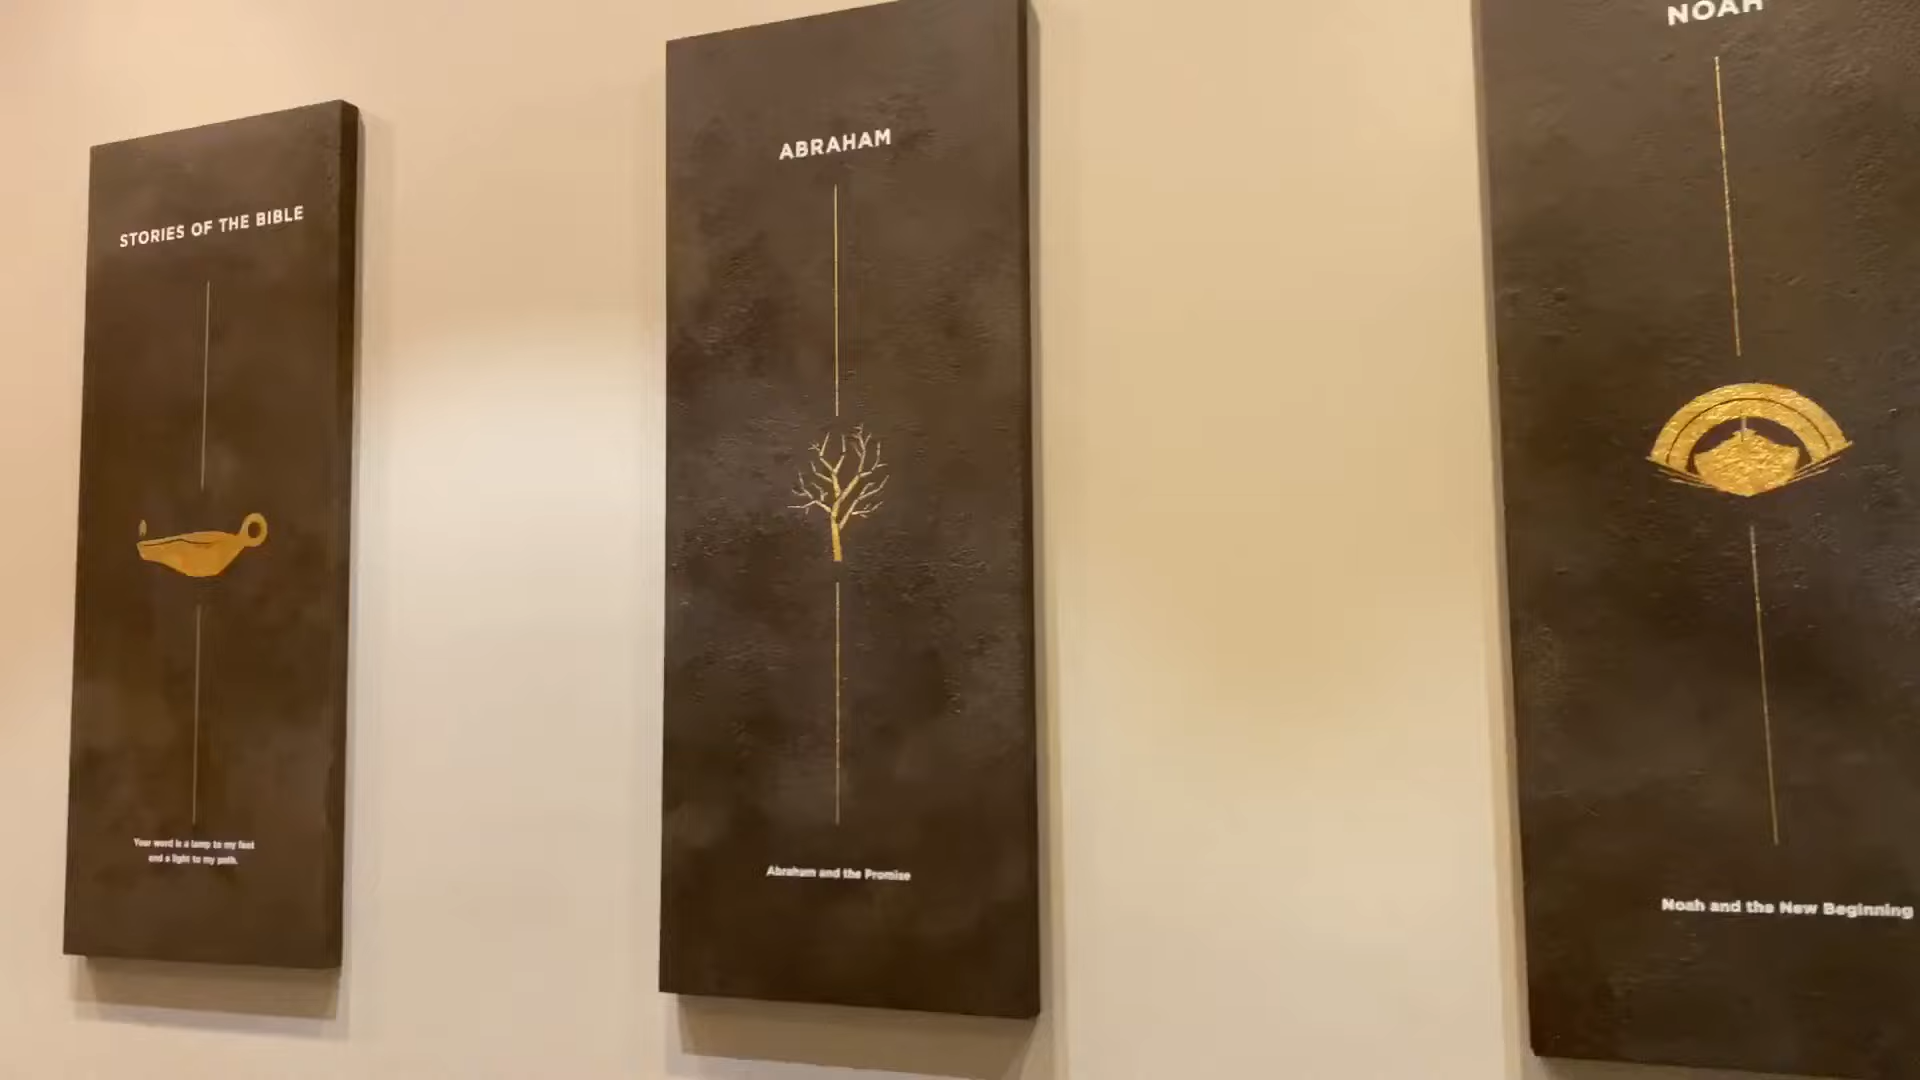 STORIES OF THE BIBLE
Your word is a lamp to my feet
and a light to my path.
ABRAHAM
Abraham and the Promise
NOAH
Noah and the New Beginning